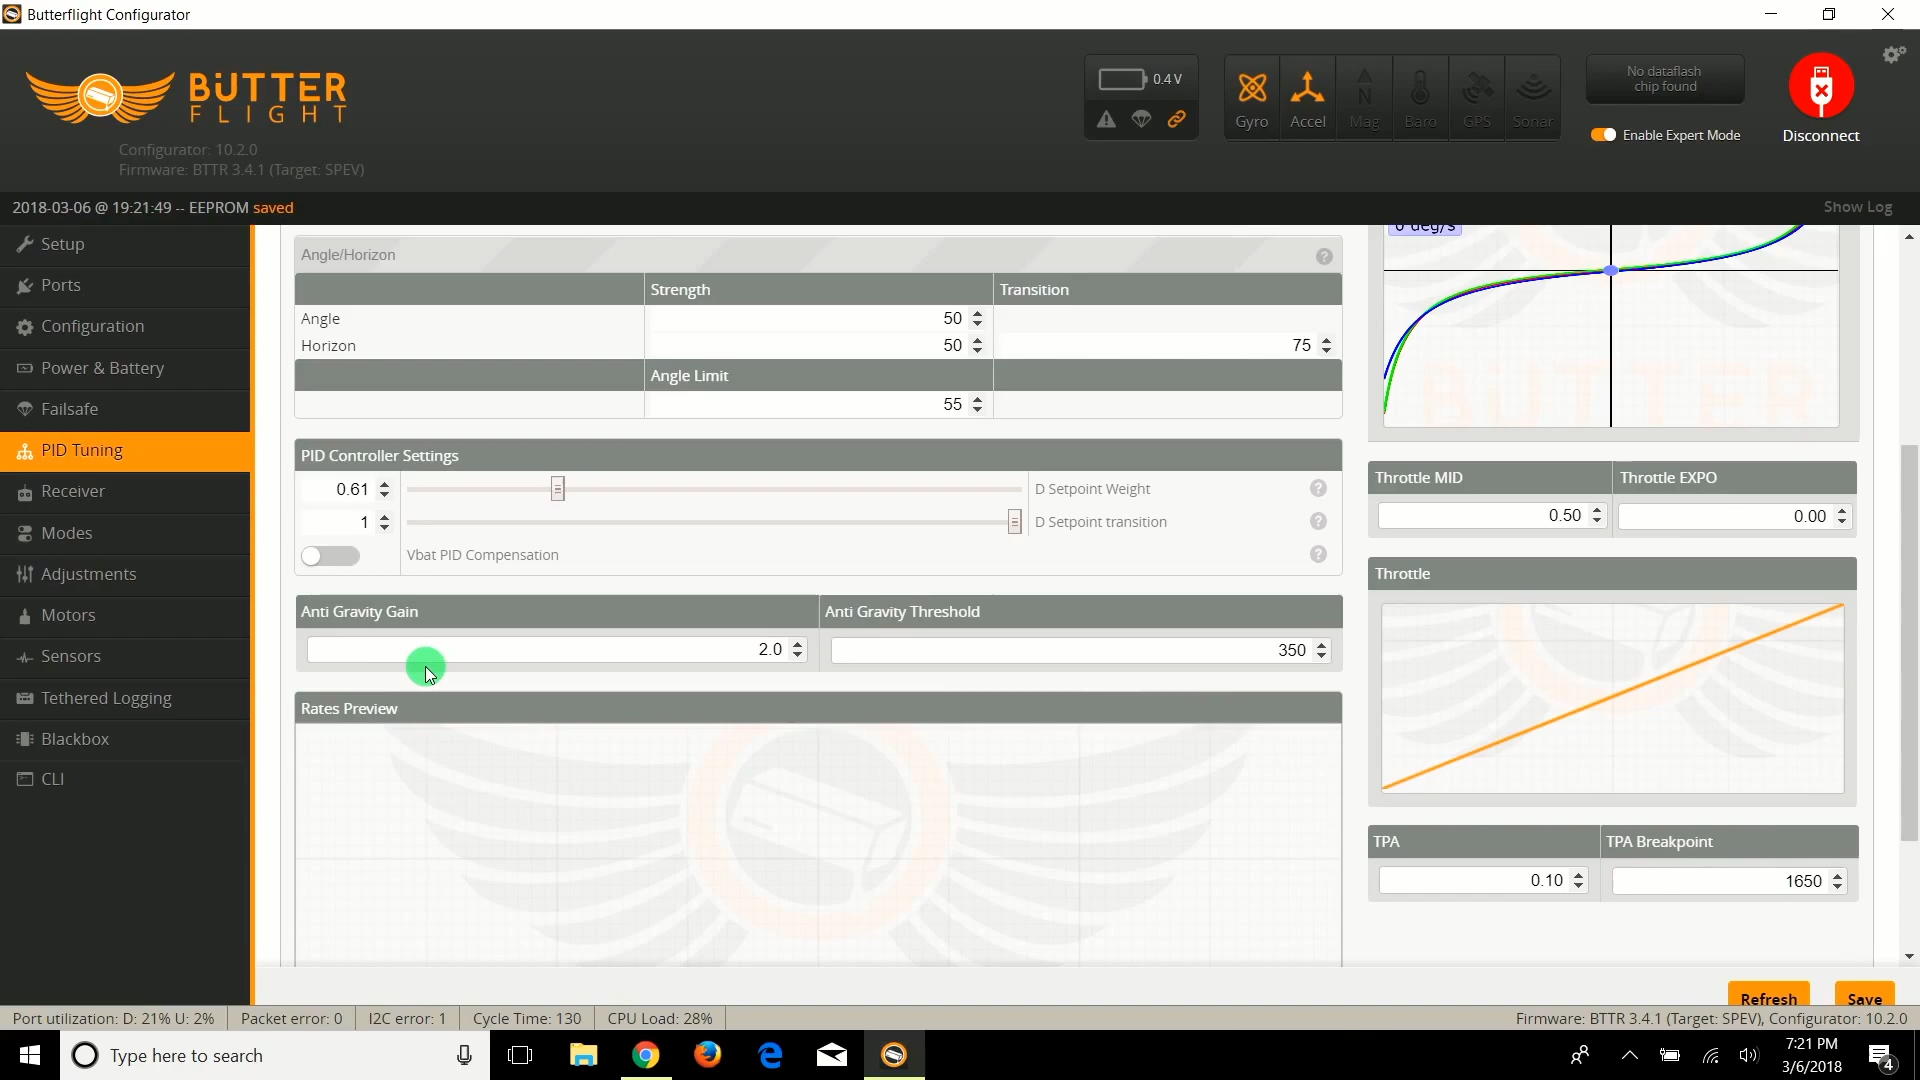 Butterflight Configurator
BUTTER
FLIGHT
Configurator: 10.2.0
Firmware: BTTR 3.4.1 (Target: SPEV)
0.4 V
Gyro
Accel
Mag
Baro
GPS
Sonar
No dataflash
chip found
Enable Expert Mode
Disconnect
2018-03-06 @ 19:21:49 -- EEPROM saved
Show Log
Setup
Ports
Configuration
Power & Battery
Failsafe
PID Tuning
Receiver
Modes
Adjustments
Motors
Sensors
Tethered Logging
Blackbox
CLI
Angle/Horizon
Strength
Transition
Angle
50
Horizon
50
75
Angle Limit
55
PID Controller Settings
0.61
D Setpoint Weight
1
D Setpoint transition
Vbat PID Compensation
Anti Gravity Gain
Anti Gravity Threshold
2.0
350
Rates Preview
0 deg/s
BUTTER
Throttle MID
Throttle EXPO
0.50
0.00
Throttle
TPA
TPA Breakpoint
0.10
1650
Refresh
Save
Port utilization: D: 21% U: 2%
Packet error: 0
I2C error: 1
Cycle Time: 130
CPU Load: 28%
Firmware: BTTR 3.4.1 (Target: SPEV), Configurator: 10.2.0
Type here to search
7:21 PM
3/6/2018
4